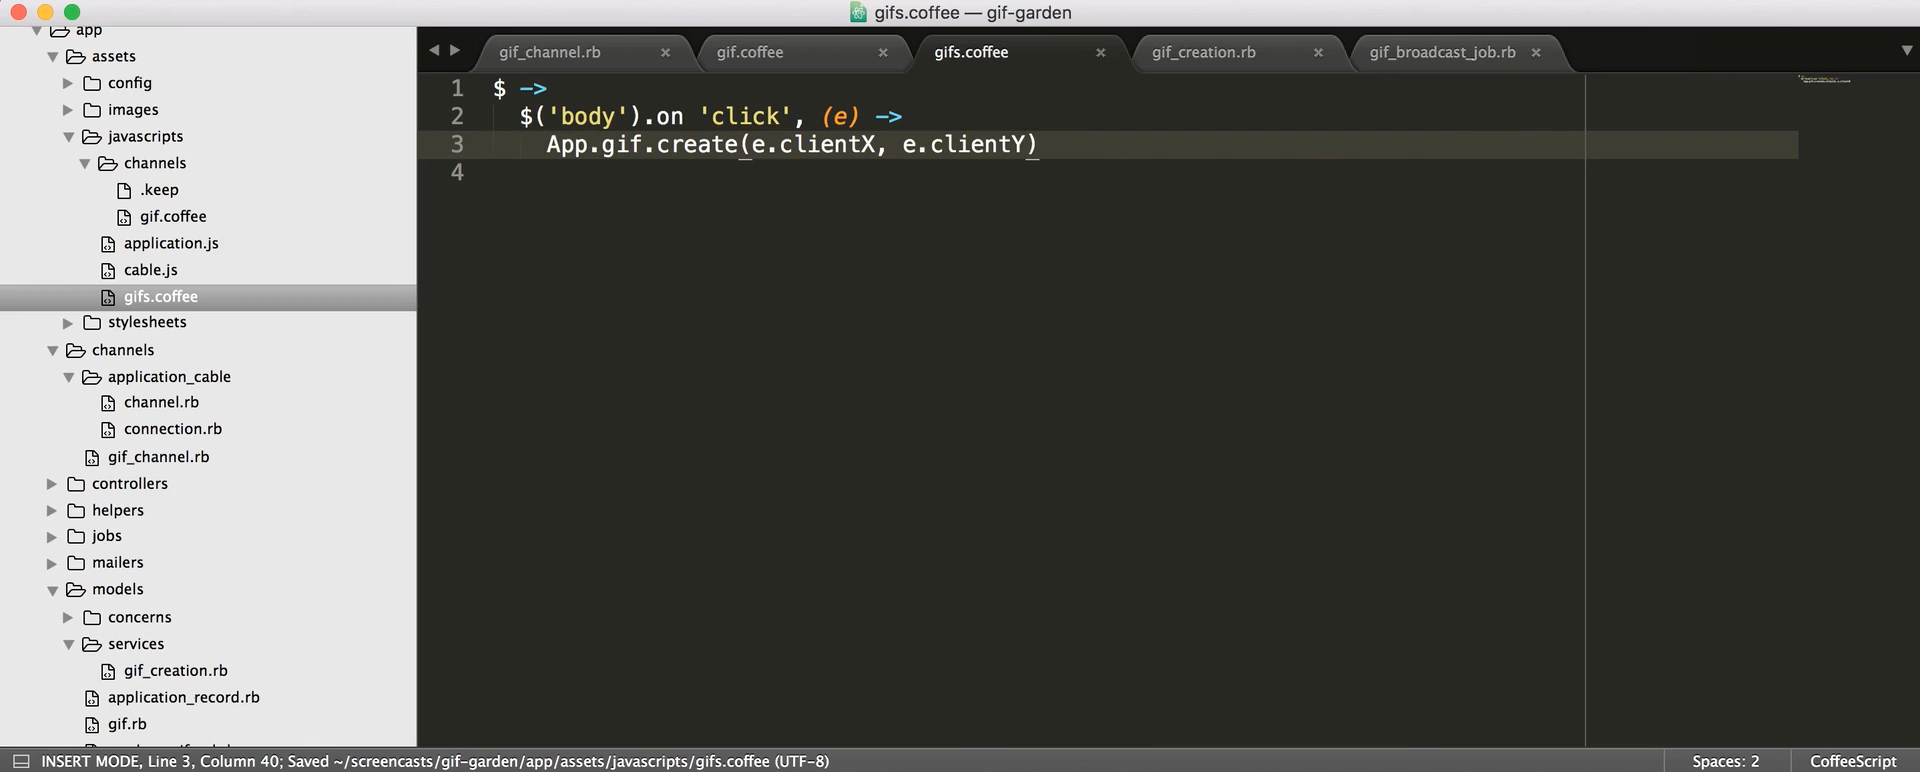 gifs.coffee — gif-garden
app
assets
config
images
javascripts
channels
.keep
gif.coffee
application.js
cable.js
gifs.coffee
stylesheets
channels
application_cable
channel.rb
connection.rb
gif_channel.rb
controllers
helpers
jobs
mailers
models
concerns
services
gif_creation.rb
application_record.rb
gif.rb
gif_channel.rb gif.coffee gifs.coffee gif_creation.rb gif_broadcast_job.rb
1 $ ->
2 $('body').on 'click', (e) ->
3 App.gif.create(e.clientX, e.clientY)
4
INSERT MODE, Line 3, Column 40; Saved ~/screencasts/gif-garden/app/assets/javascripts/gifs.coffee (UTF-8) Spaces: 2 CoffeeScript